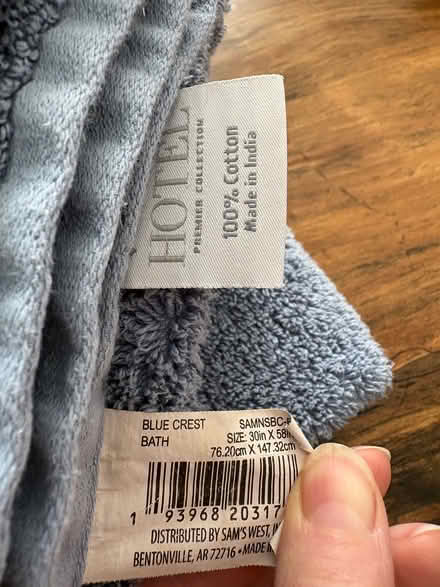 HOTEL
PREMIER COLLECTION
100% Cotton
Made in India
BLUE CREST SAMNSBC-
BATH SIZE: 30in X 58in
76.20cm X 147.32cm
1 93968 20317
DISTRIBUTED BY SAM'S WEST,
BENTONVILLE, AR 72716 • MADE